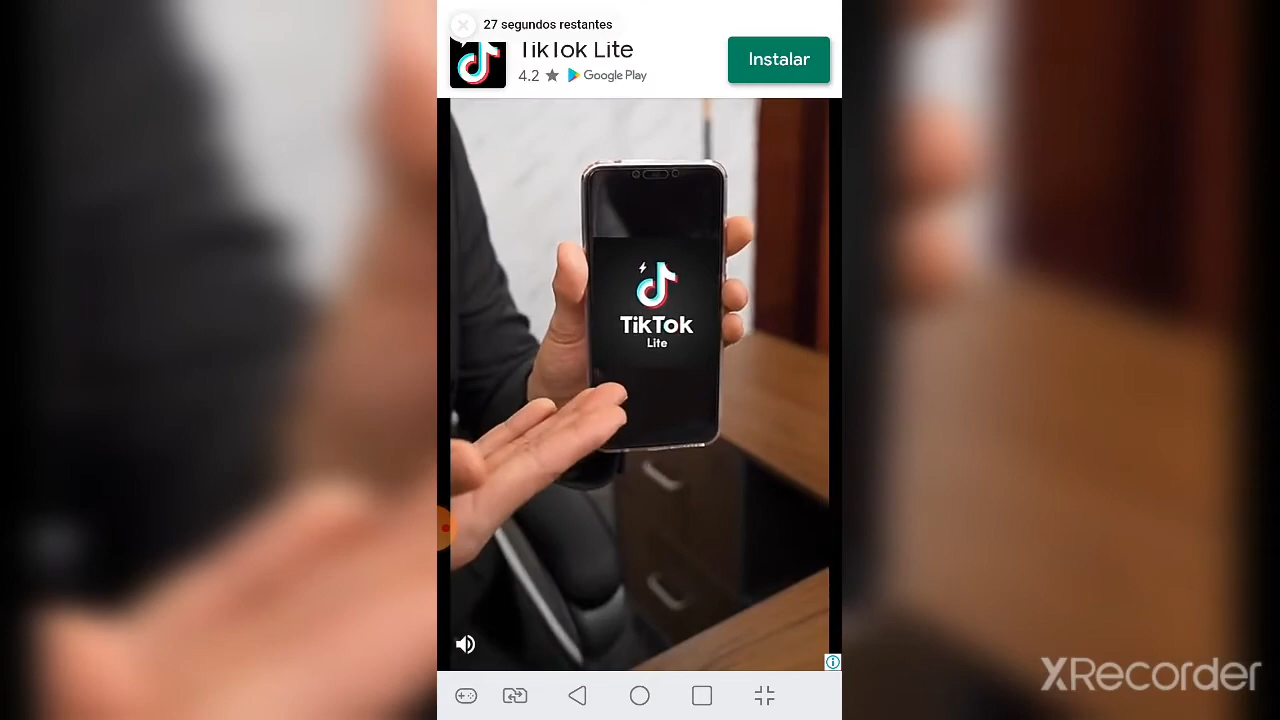 27 segundos restantes
TikTok Lite
4.2 ★ Google Play
Instalar
TikTok
Lite
XRecorder